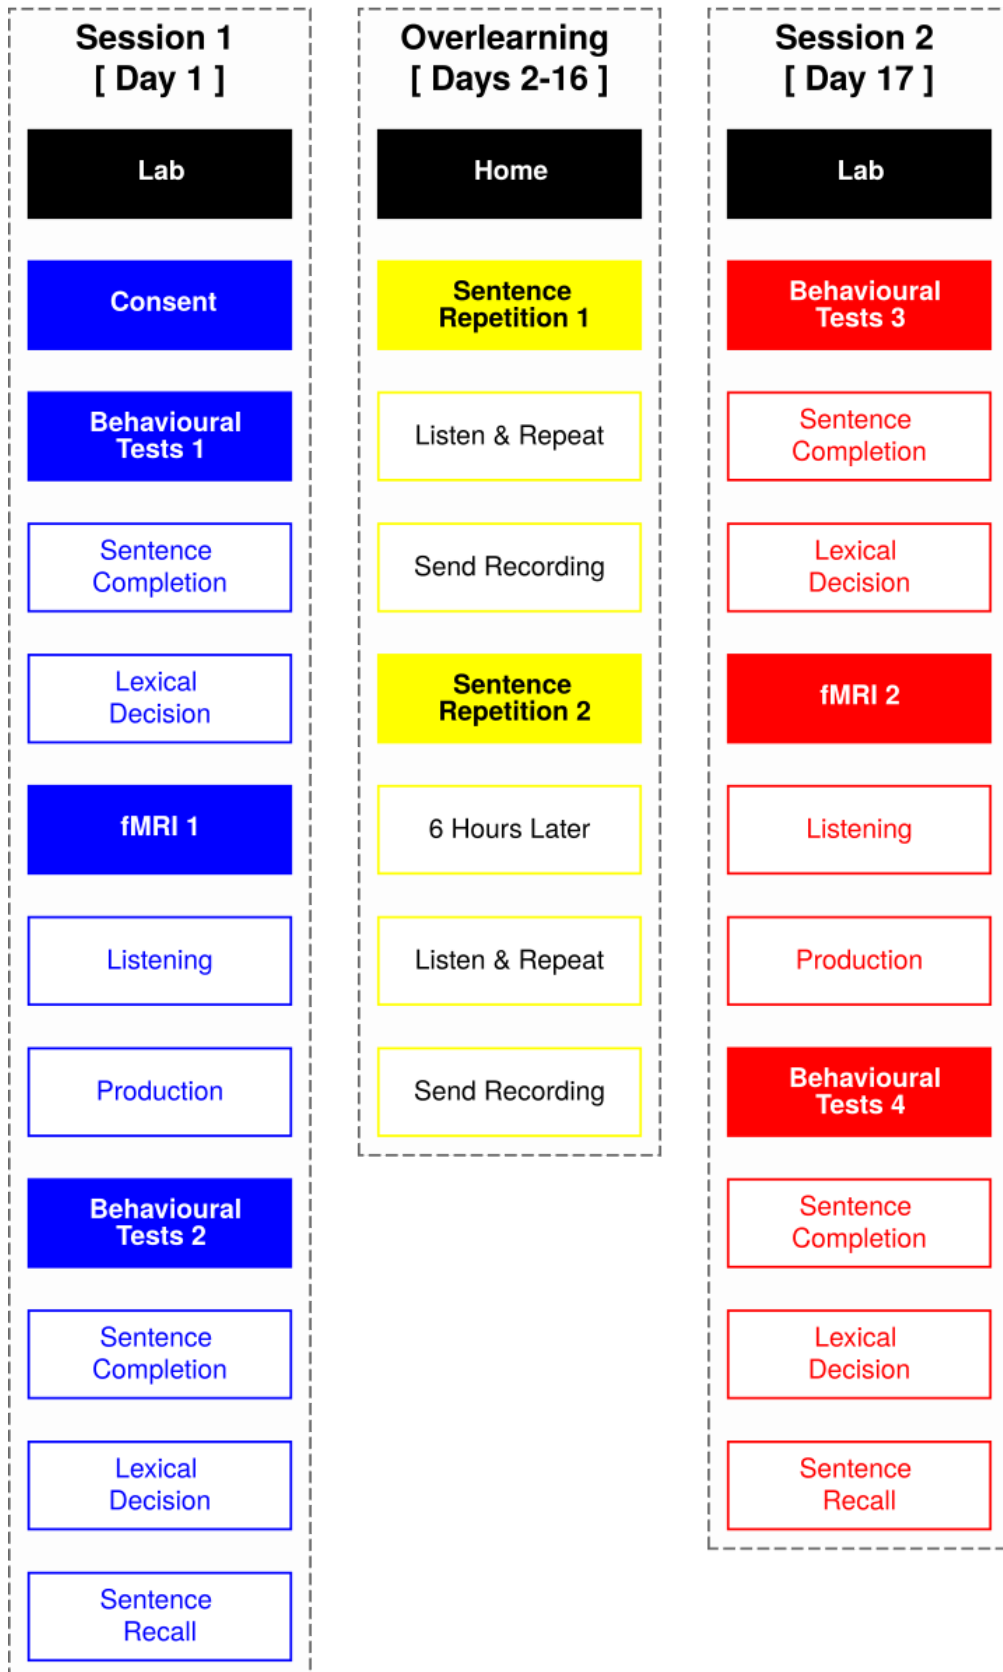 Session 1
[ Day 1 ]
Lab
Consent
Behavioural
Tests 1
Sentence
Completion
Lexical
Decision
fMRI 1
Listening
Production
Behavioural
Tests 2
Sentence
Completion
Lexical
Decision
Sentence
Recall
Overlearning
[ Days 2-16 ]
Home
Sentence
Repetition 1
Listen & Repeat
Send Recording
Sentence
Repetition 2
6 Hours Later
Listen & Repeat
Send Recording
Session 2
[ Day 17 ]
Lab
Behavioural
Tests 3
Sentence
Completion
Lexical
Decision
fMRI 2
Listening
Production
Behavioural
Tests 4
Sentence
Completion
Lexical
Decision
Sentence
Recall